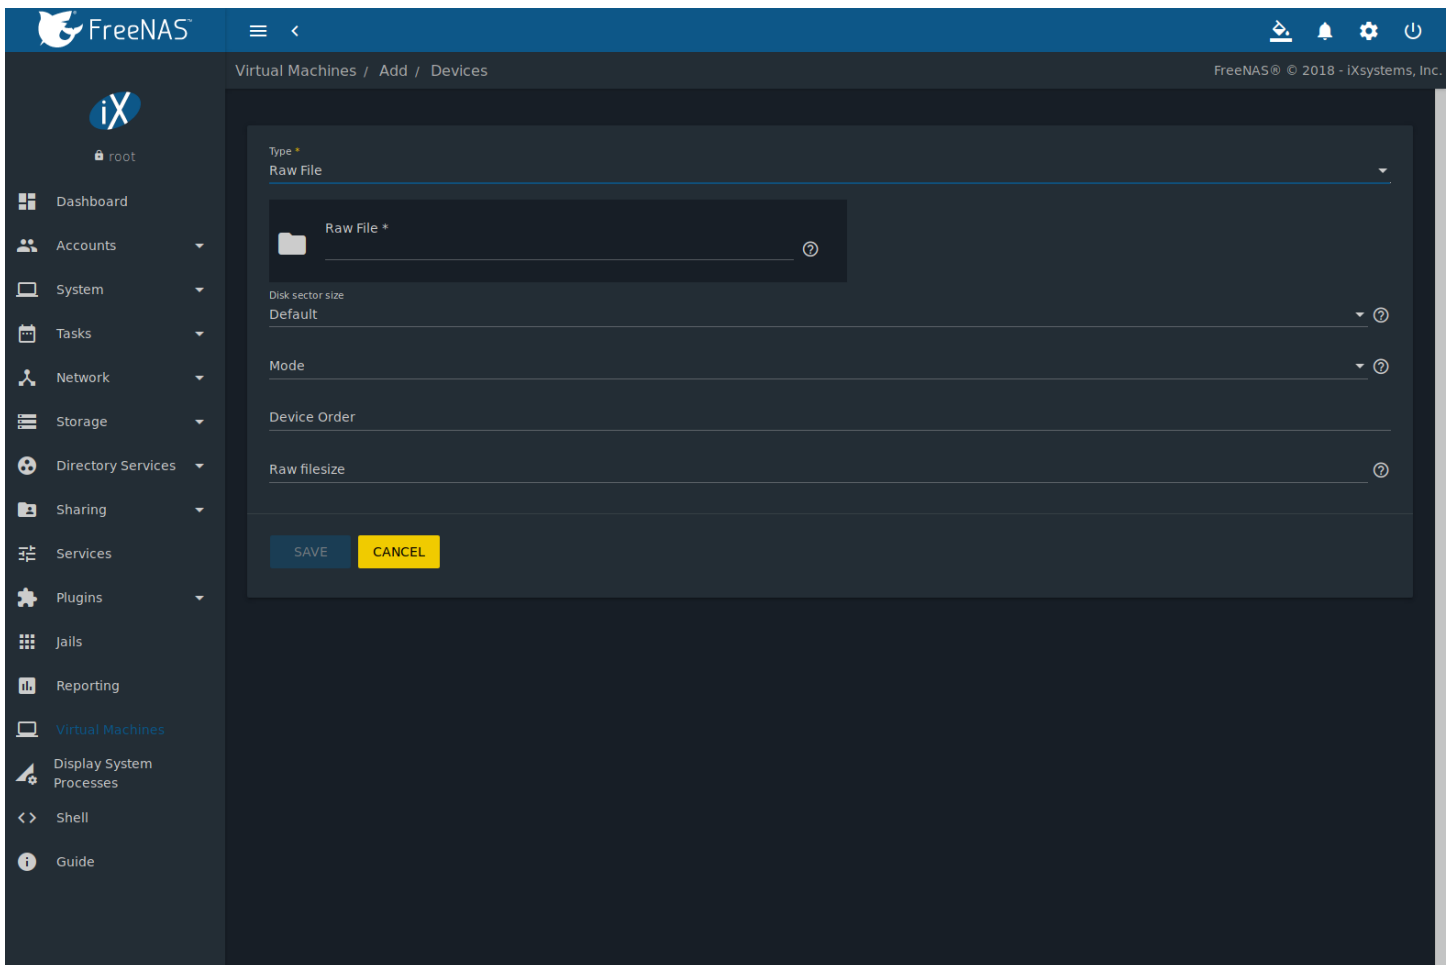 FreeNAS™
Virtual Machines / Add / Devices
FreeNAS® © 2018 - iXsystems, Inc.
iX
root
Dashboard
Accounts
System
Tasks
Network
Storage
Directory Services
Sharing
Services
Plugins
Jails
Reporting
Virtual Machines
Display System
Processes
Shell
Guide
Type *
Raw File
Raw File *
Disk sector size
Default
Mode
Device Order
Raw filesize
SAVE CANCEL